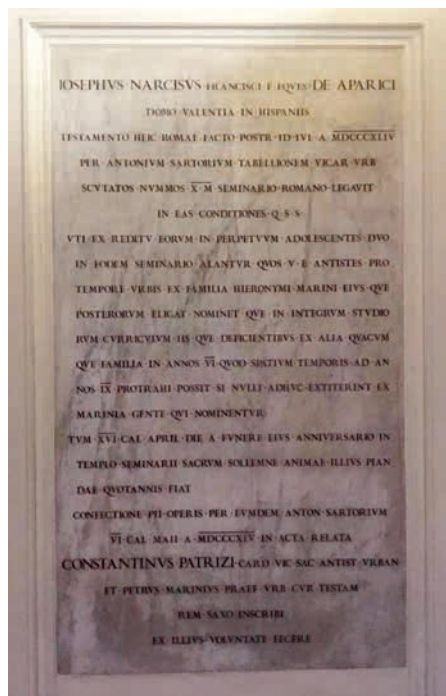 IOSEPHVS · NARCISVS · FRANCISCI · F · EQVES · DE APARICI
DOMO · VALENTIA · IN · HISPANIIS
TESTAMENTO · HEIC · ROMAE · FACTO · POSTR · ID · IVL · A · MDCCCXLIV
PER · ANTONIVM · SARTORIVM · TABELLIONEM · VICAR · VRB
SCVTATOS · NVMMOS · X · M · SEMINARIO · ROMANO · LEGAVIT
IN · EAS · CONDITIONES · Q · S · S ·
VTI · EX · REDITV · EORVM · IN · PERPETVVM · ADOLESCENTES · DVO
IN · EODEM · SEMINARIO · ALANTVR · QVOS · V · E · ANTISTES · PRO
TEMPORE · VRBIS · EX · FAMILIA · HIERONYMI · MARINI · EIVS · QVE
POSTERORVM · ELIGAT · NOMINET · QVE · IN · INTEGRVM · STVDIO
RVM · CVRRICVLVM · IIS · QVE · DEFICIENTIBVS · EX · ALIA · QVACVM
QVE · FAMILIA · IN · ANNOS · VI · QVOD · SPATIVM · TEMPORIS · AD · AN
NOS · IX · PROTRAHI · POSSIT · SI · NVLLI · ADHVC · EXTITERINT · EX
MARINIA · GENTE · QVI · NOMINENTVR
TVM · XVI · CAL · APRIL · DIE · A · FVNERE · EIVS · ANNIVERSARIO · IN
TEMPLO · SEMINARII · SACRVM · SOLLEMNE · ANIMAE · ILLIVS · PIAN
DAE · QVOTANNIS · FIAT
CONFECTIONE · PII · OPERIS · PER · EVMDEM · ANTON · SARTORIVM
VI · CAL · MAII · A · MDCCCXLV · IN · ACTA · RELATA
CONSTANTINVS · PATRIZI · CARD · VIC · SAC · ANTIST · VRBAN
ET · PETRVS · MARINIVS · PRAEF · VRB · CVR · TESTAM
REM · SAXO · INSCRIBI
EX · ILLIVS · VOLVNTATE · FECERE